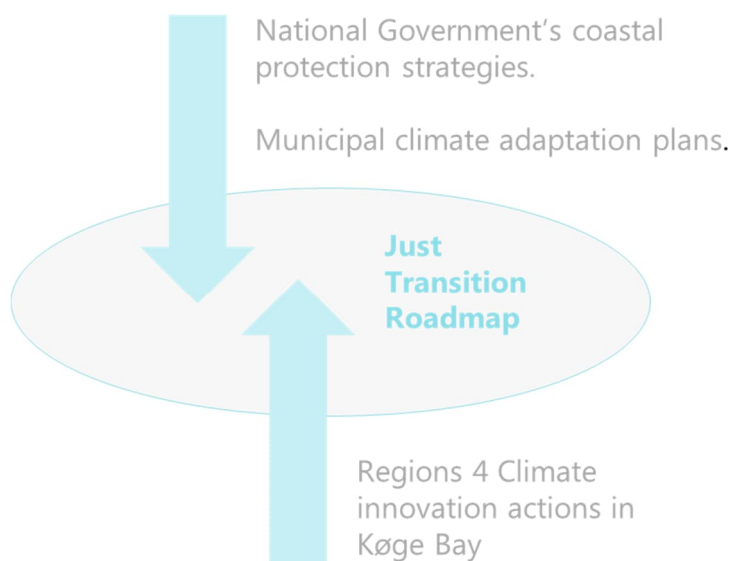 National Government's coastal
protection strategies.
Municipal climate adaptation plans.
Just
Transition
Roadmap
Regions 4 Climate
innovation actions in
Køge Bay